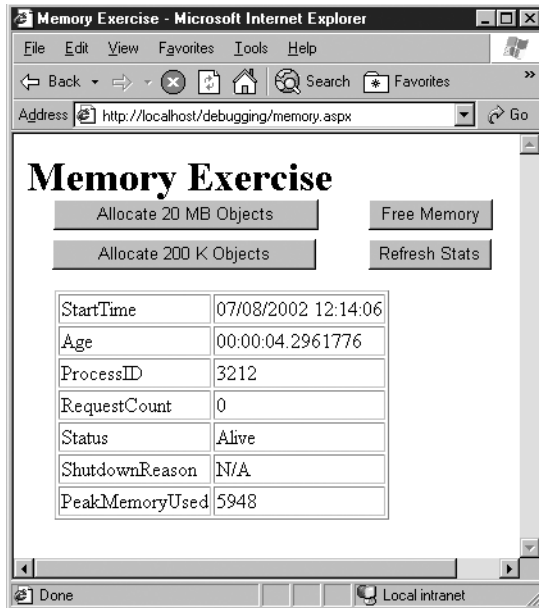 Memory Exercise - Microsoft Internet Explorer
File Edit View Favorites Tools Help
Back Search Favorites »
Address http://localhost/debugging/memory.aspx Go
Memory Exercise
Allocate 20 MB Objects Free Memory
Allocate 200 K Objects Refresh Stats
StartTime 07/08/2002 12:14:06
Age 00:00:04.2961776
ProcessID 3212
RequestCount 0
Status Alive
ShutdownReason N/A
PeakMemoryUsed 5948
Done Local intranet